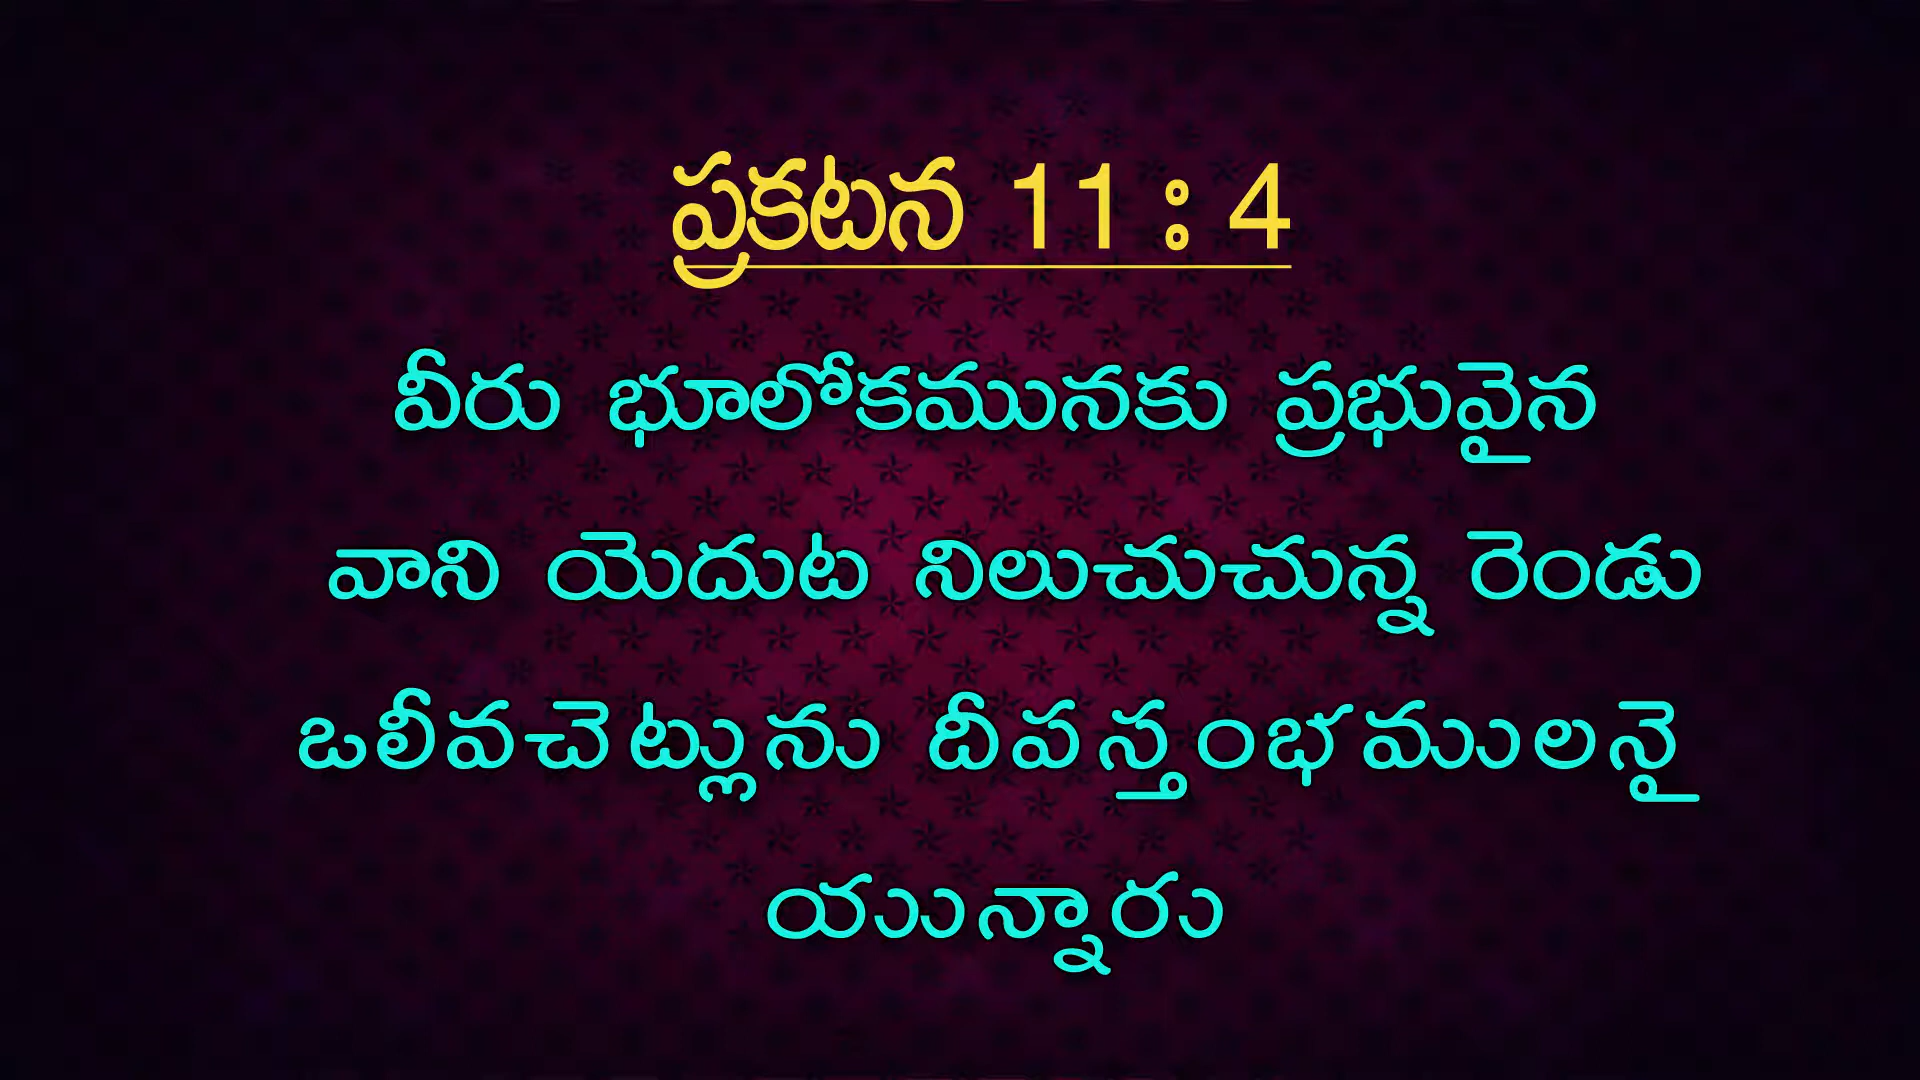 ప్రకటన 11 : 4
వీరు భూలోకమునకు ప్రభువైన
వాని యెదుట నిలుచుచున్న రెండు
ఒలీవచెట్లును దీపస్తంభములనై
యున్నారు